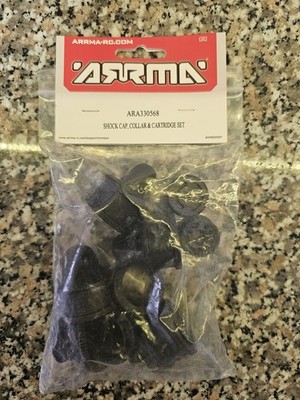 ARRMA-RC.COM
ARRMA
ARA330568
SHOCK CAP, COLLAR & CARTRIDGE SET